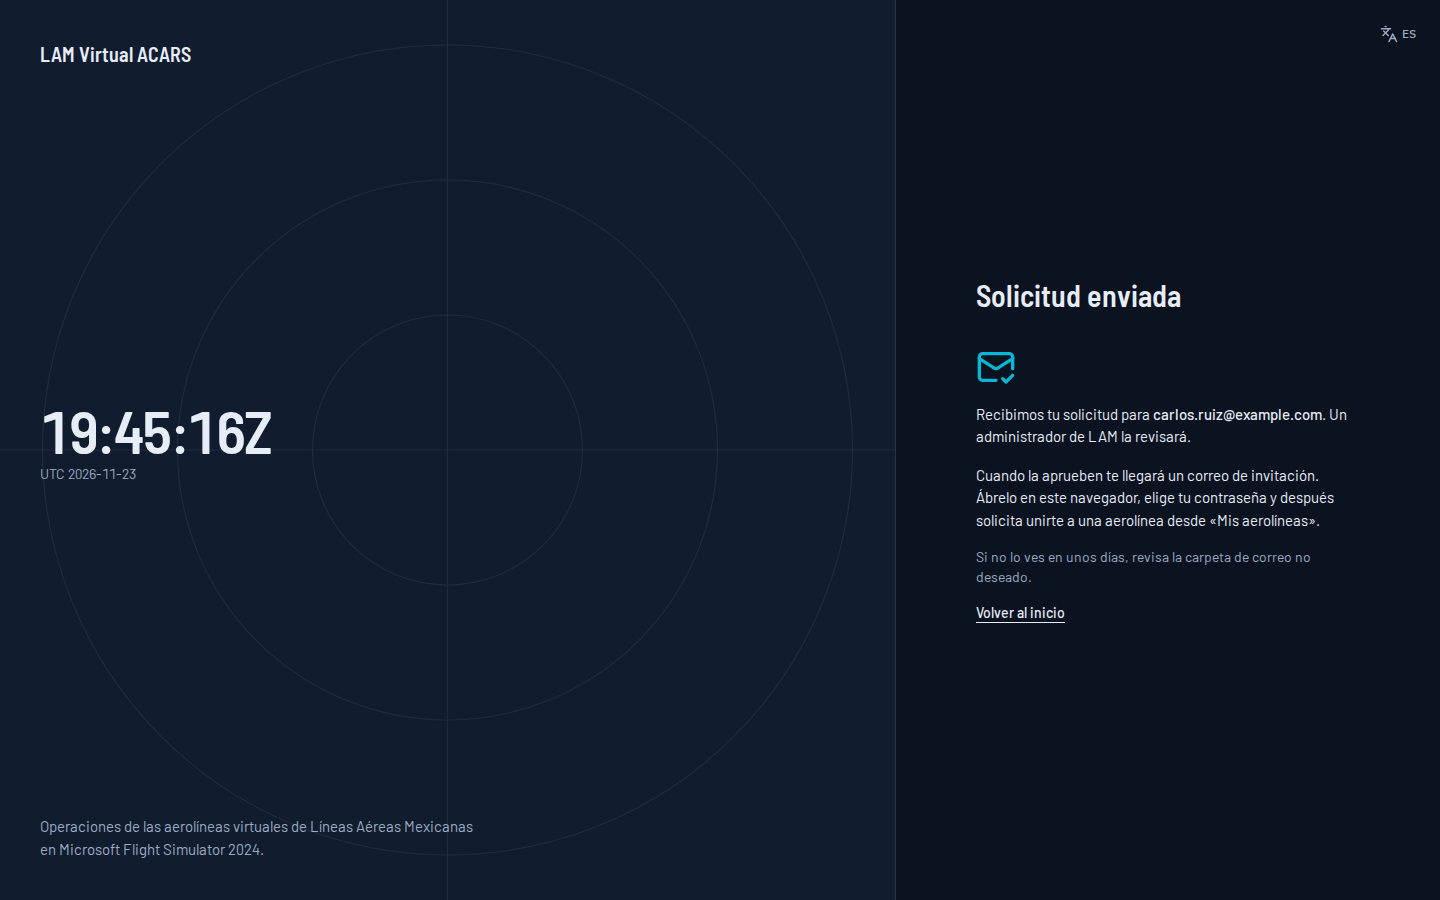 LAM Virtual ACARS
ES
19:45:16Z
UTC 2026-11-23
Operaciones de las aerolíneas virtuales de Líneas Aéreas Mexicanas
en Microsoft Flight Simulator 2024.
Solicitud enviada
Recibimos tu solicitud para carlos.ruiz@example.com. Un
administrador de LAM la revisará.
Cuando la aprueben te llegará un correo de invitación.
Ábrelo en este navegador, elige tu contraseña y después
solicita unirte a una aerolínea desde «Mis aerolíneas».
Si no lo ves en unos días, revisa la carpeta de correo no
deseado.
Volver al inicio